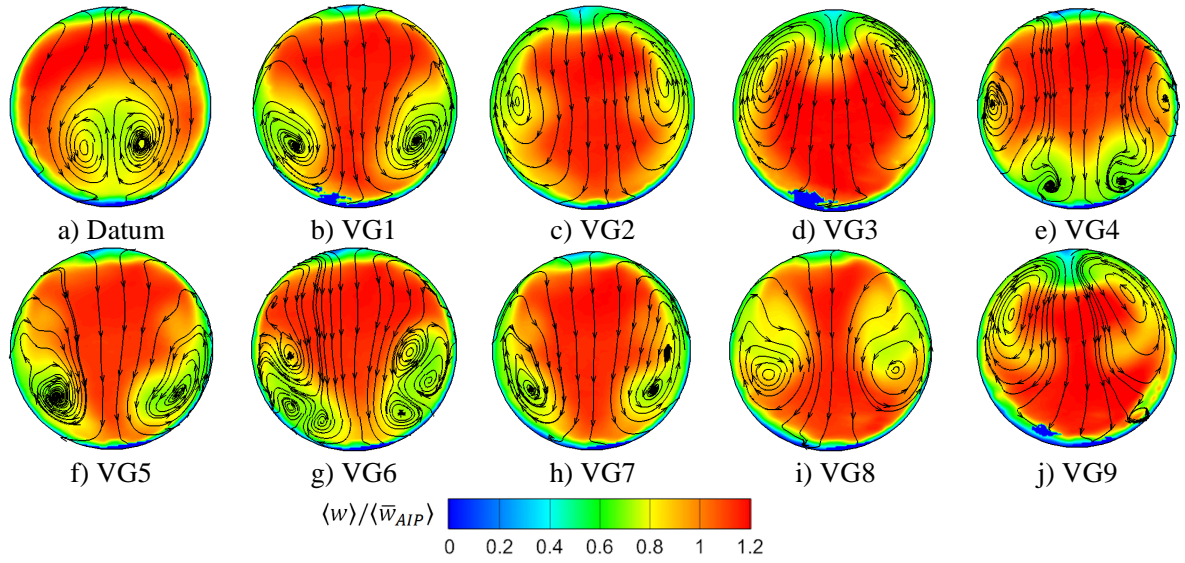 a) Datum b) VG1 c) VG2 d) VG3 e) VG4
f) VG5 g) VG6 h) VG7 i) VG8 j) VG9
⟨w⟩/⟨w̅_AIP⟩
0 0.2 0.4 0.6 0.8 1 1.2